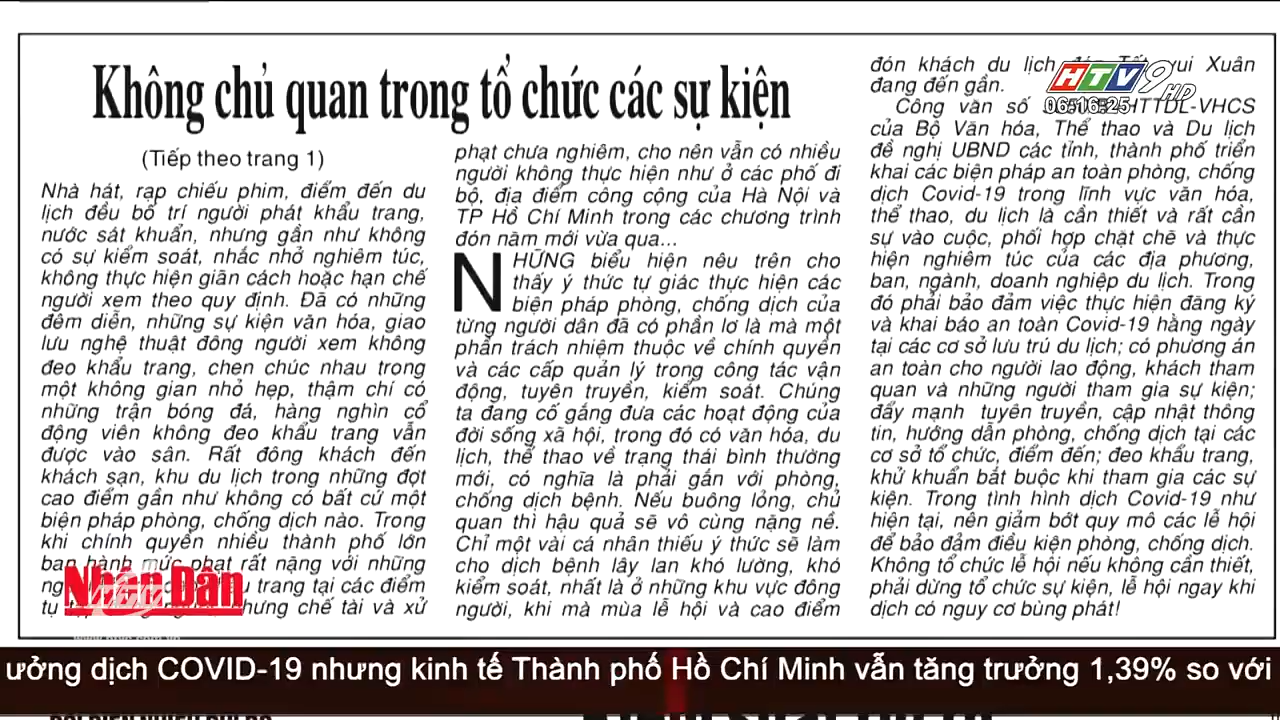 Không chủ quan trong tổ chức các sự kiện
(Tiếp theo trang 1)
Nhà hát, rạp chiếu phim, điểm đến du
lịch đều bố trí người phát khẩu trang,
nước sát khuẩn, nhưng gần như không
có sự kiểm soát, nhắc nhở nghiêm túc,
không thực hiện giãn cách hoặc hạn chế
người xem theo quy định. Đã có những
đêm diễn, những sự kiện văn hóa, giao
lưu nghệ thuật đông người xem không
đeo khẩu trang, chen chúc nhau trong
một không gian nhỏ hẹp, thậm chí có
những trận bóng đá, hàng nghìn cổ
động viên không đeo khẩu trang vẫn
được vào sân. Rất đông khách đến
khách sạn, khu du lịch trong những đợt
cao điểm gần như không có bất cứ một
biện pháp phòng, chống dịch nào. Trong
khi chính quyền nhiều thành phố lớn
ban hành mức phạt rất nặng với những
trang tại các điểm
tụ nhưng chế tài và xử
phạt chưa nghiêm, cho nên vẫn có nhiều
người không thực hiện như ở các phố đi
bộ, địa điểm công cộng của Hà Nội và
TP Hồ Chí Minh trong các chương trình
đón năm mới vừa qua...
NHỮNG biểu hiện nêu trên cho
thấy ý thức tự giác thực hiện các
biện pháp phòng, chống dịch của
từng người dân đã có phần lơ là mà một
phần trách nhiệm thuộc về chính quyền
và các cấp quản lý trong công tác vận
động, tuyên truyền, kiểm soát. Chúng
ta đang cố gắng đưa các hoạt động của
đời sống xã hội, trong đó có văn hóa, du
lịch, thể thao về trạng thái bình thường
mới, có nghĩa là phải gắn với phòng,
chống dịch bệnh. Nếu buông lỏng, chủ
quan thì hậu quả sẽ vô cùng nặng nề.
Chỉ một vài cá nhân thiếu ý thức sẽ làm
cho dịch bệnh lây lan khó lường, khó
kiểm soát, nhất là ở những khu vực đông
người, khi mà mùa lễ hội và cao điểm
đón khách du lịch Xuân
đang đến gần.
Công văn số HTTDL-VHCS
của Bộ Văn hóa, Thể thao và Du lịch
đề nghị UBND các tỉnh, thành phố triển
khai các biện pháp an toàn phòng, chống
dịch Covid-19 trong lĩnh vực văn hóa,
thể thao, du lịch là cần thiết và rất cần
sự vào cuộc, phối hợp chặt chẽ và thực
hiện nghiêm túc của các địa phương,
ban, ngành, doanh nghiệp du lịch. Trong
đó phải bảo đảm việc thực hiện đăng ký
và khai báo an toàn Covid-19 hằng ngày
tại các cơ sở lưu trú du lịch; có phương án
an toàn cho người lao động, khách tham
quan và những người tham gia sự kiện;
đẩy mạnh tuyên truyền, cập nhật thông
tin, hướng dẫn phòng, chống dịch tại các
cơ sở tổ chức, điểm đến; đeo khẩu trang,
khử khuẩn bắt buộc khi tham gia các sự
kiện. Trong tình hình dịch Covid-19 như
hiện tại, nên giảm bớt quy mô các lễ hội
để bảo đảm điều kiện phòng, chống dịch.
Không tổ chức lễ hội nếu không cần thiết,
phải dừng tổ chức sự kiện, lễ hội ngay khi
dịch có nguy cơ bùng phát!
HTV9 HD
06:16:25
Nhân Dân
ưởng dịch COVID-19 nhưng kinh tế Thành phố Hồ Chí Minh vẫn tăng trưởng 1,39% so với